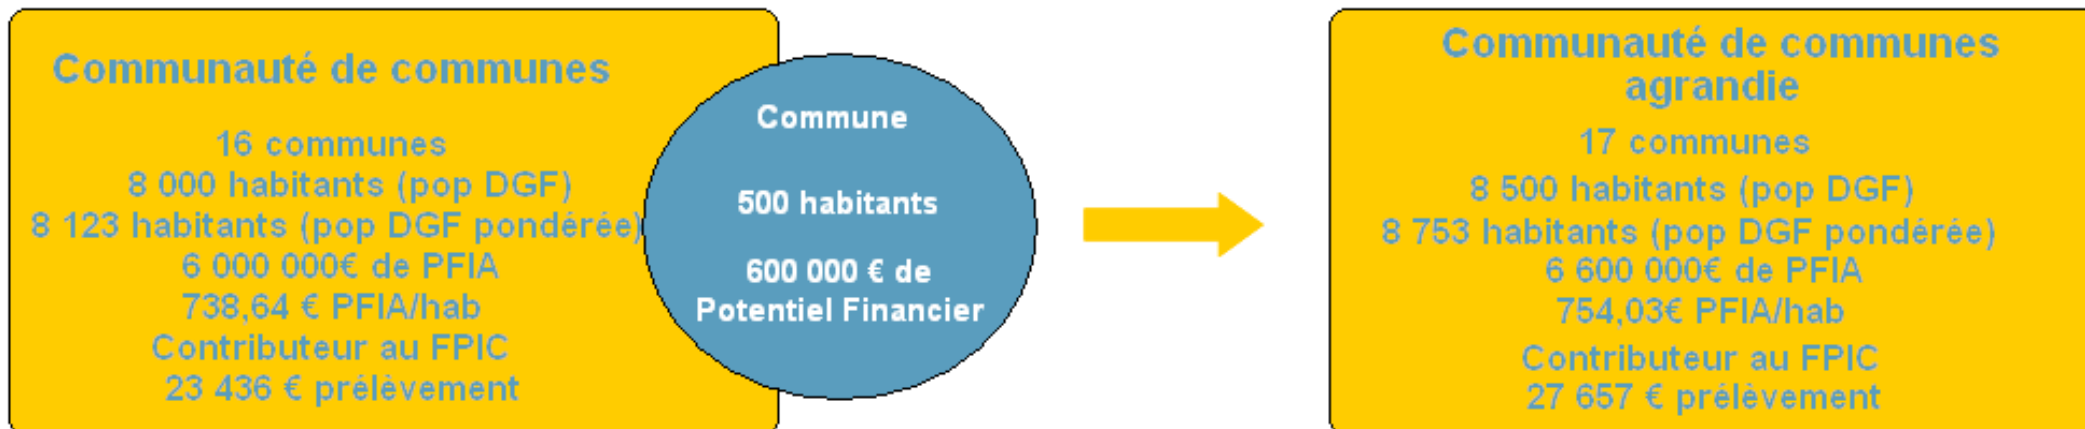 Communauté de communes
16 communes
8 000 habitants (pop DGF)
8 123 habitants (pop DGF pondérée)
6 000 000€ de PFIA
738,64 € PFIA/hab
Contributeur au FPIC
23 436 € prélèvement
Commune
500 habitants
600 000 € de
Potentiel Financier
Communauté de communes
agrandie
17 communes
8 500 habitants (pop DGF)
8 753 habitants (pop DGF pondérée)
6 600 000€ de PFIA
754,03€ PFIA/hab
Contributeur au FPIC
27 657 € prélèvement